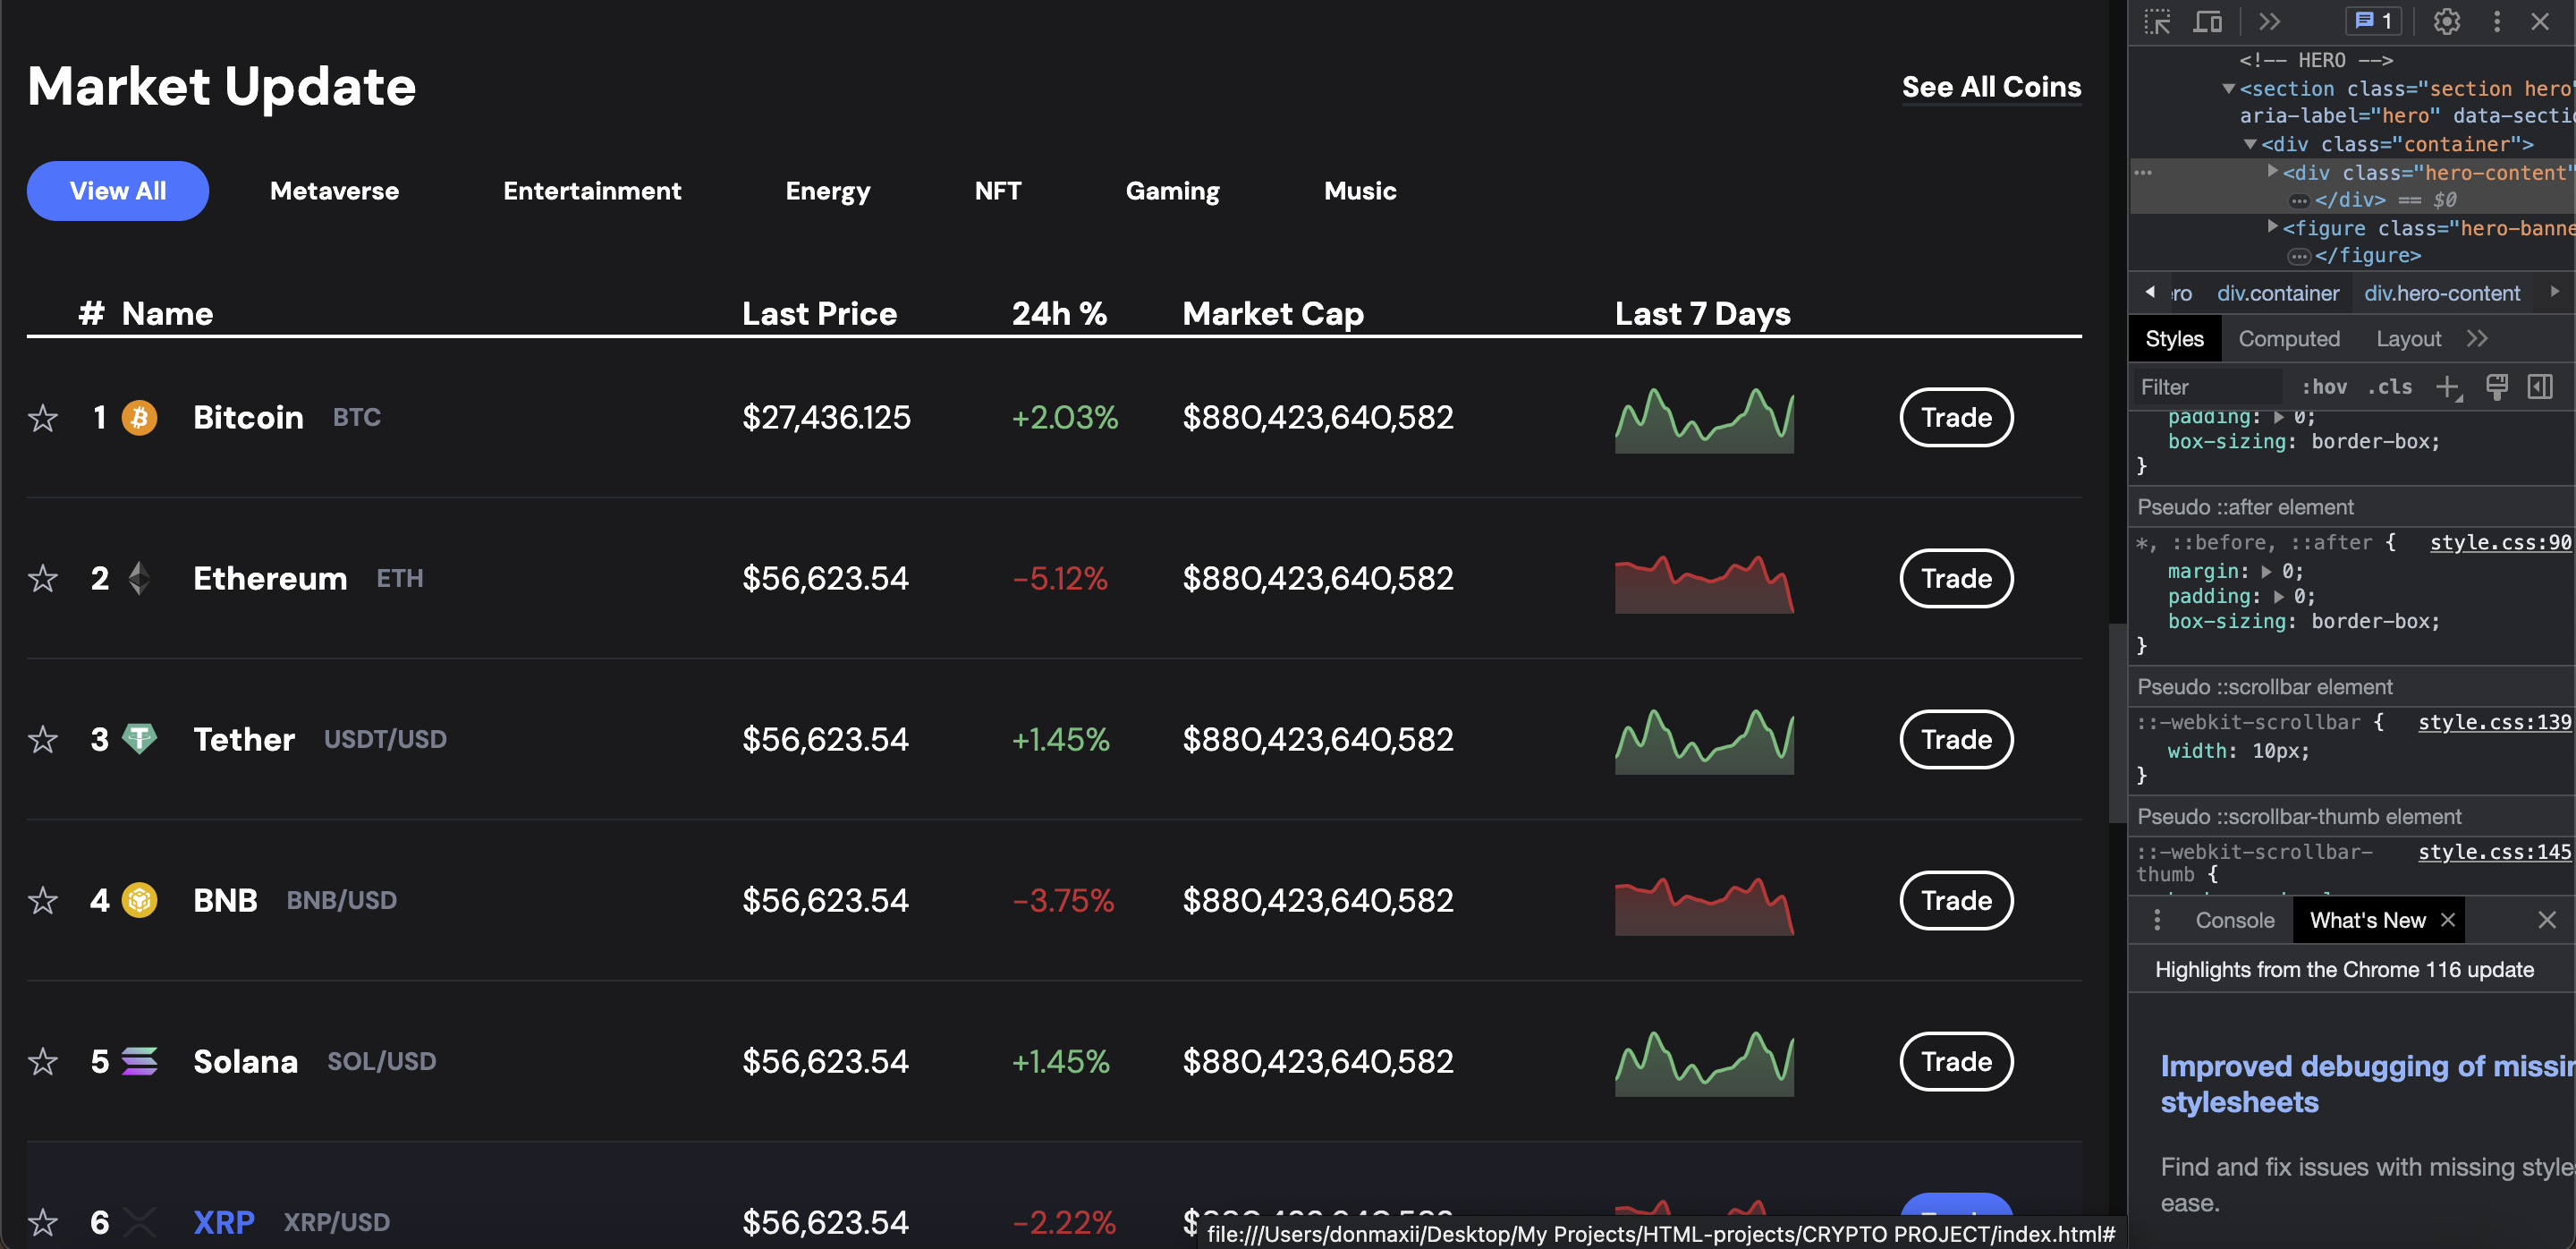 Market Update
See All Coins
View All Metaverse Entertainment Energy NFT Gaming Music
# Name Last Price 24h % Market Cap Last 7 Days
1 Bitcoin BTC $27,436.125 +2.03% $880,423,640,582 Trade
2 Ethereum ETH $56,623.54 -5.12% $880,423,640,582 Trade
3 Tether USDT/USD $56,623.54 +1.45% $880,423,640,582 Trade
4 BNB BNB/USD $56,623.54 -3.75% $880,423,640,582 Trade
5 Solana SOL/USD $56,623.54 +1.45% $880,423,640,582 Trade
6 XRP XRP/USD $56,623.54 -2.22%
file:///Users/donmaxii/Desktop/My Projects/HTML-projects/CRYPTO PROJECT/index.html#
1
<!-- HERO -->
<section class="section hero"
aria-label="hero" data-section
<div class="container">
<div class="hero-content"
</div> == $0
<figure class="hero-banne
</figure>
ro div.container div.hero-content
Styles Computed Layout
Filter :hov .cls
padding: 0;
box-sizing: border-box;
}
Pseudo ::after element
*, ::before, ::after { style.css:90
margin: 0;
padding: 0;
box-sizing: border-box;
}
Pseudo ::scrollbar element
::-webkit-scrollbar { style.css:139
width: 10px;
}
Pseudo ::scrollbar-thumb element
::-webkit-scrollbar- style.css:145
thumb {
Console What's New
Highlights from the Chrome 116 update
Improved debugging of missin
stylesheets
Find and fix issues with missing style
ease.